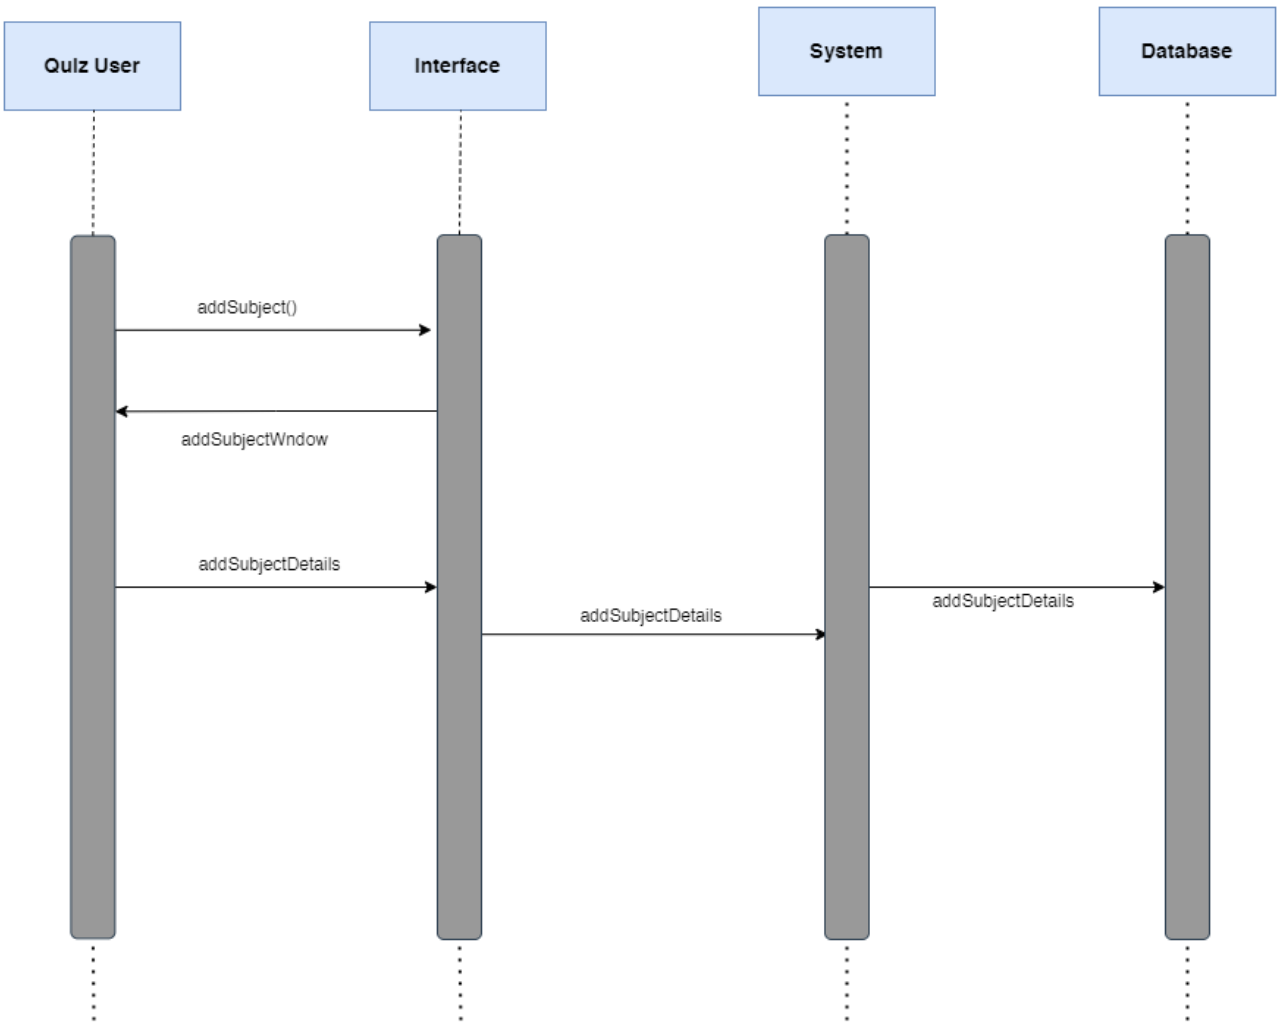 Quiz User
Interface
System
Database
addSubject()
addSubjectWndow
addSubjectDetails
addSubjectDetails
addSubjectDetails